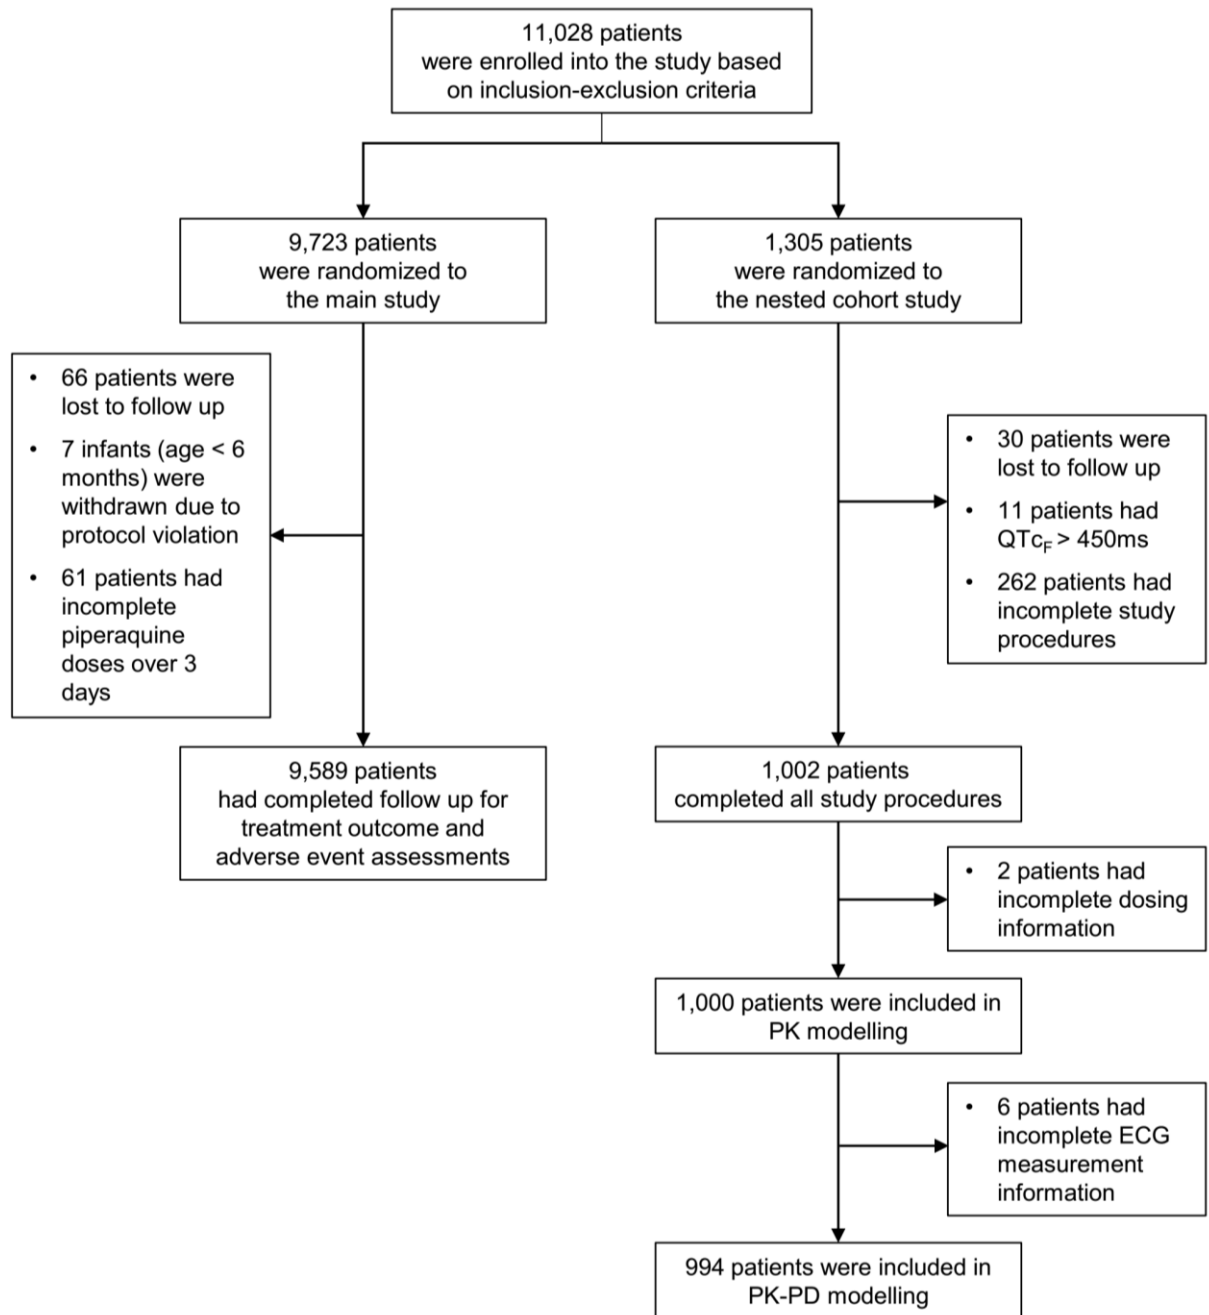 11,028 patients
were enrolled into the study based
on inclusion-exclusion criteria
9,723 patients
were randomized to
the main study
1,305 patients
were randomized to
the nested cohort study
• 66 patients were
lost to follow up
• 7 infants (age < 6
months) were
withdrawn due to
protocol violation
• 61 patients had
incomplete
piperaquine
doses over 3
days
• 30 patients were
lost to follow up
• 11 patients had
QTcF > 450ms
• 262 patients had
incomplete study
procedures
9,589 patients
had completed follow up for
treatment outcome and
adverse event assessments
1,002 patients
completed all study procedures
• 2 patients had
incomplete dosing
information
1,000 patients were included in
PK modelling
• 6 patients had
incomplete ECG
measurement
information
994 patients were included in
PK-PD modelling